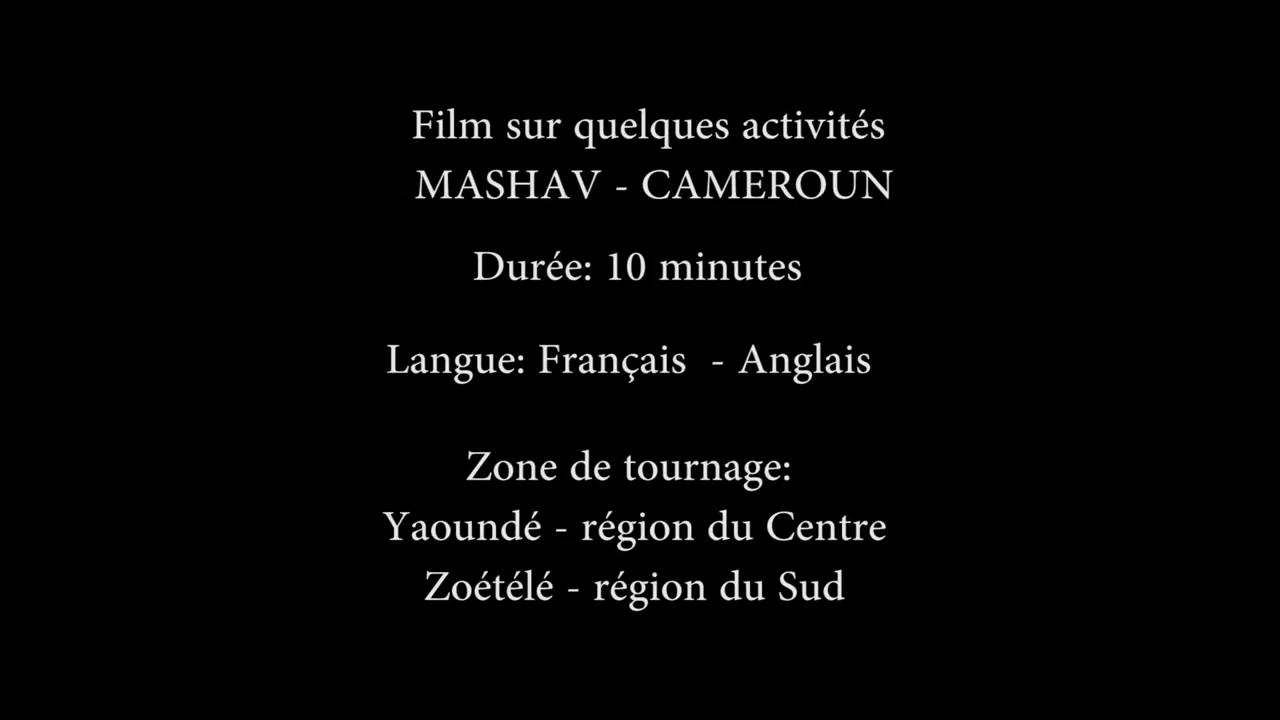 Film sur quelques activités
MASHAV - CAMEROUN
Durée: 10 minutes
Langue: Français - Anglais
Zone de tournage:
Yaoundé - région du Centre
Zoétélé - région du Sud